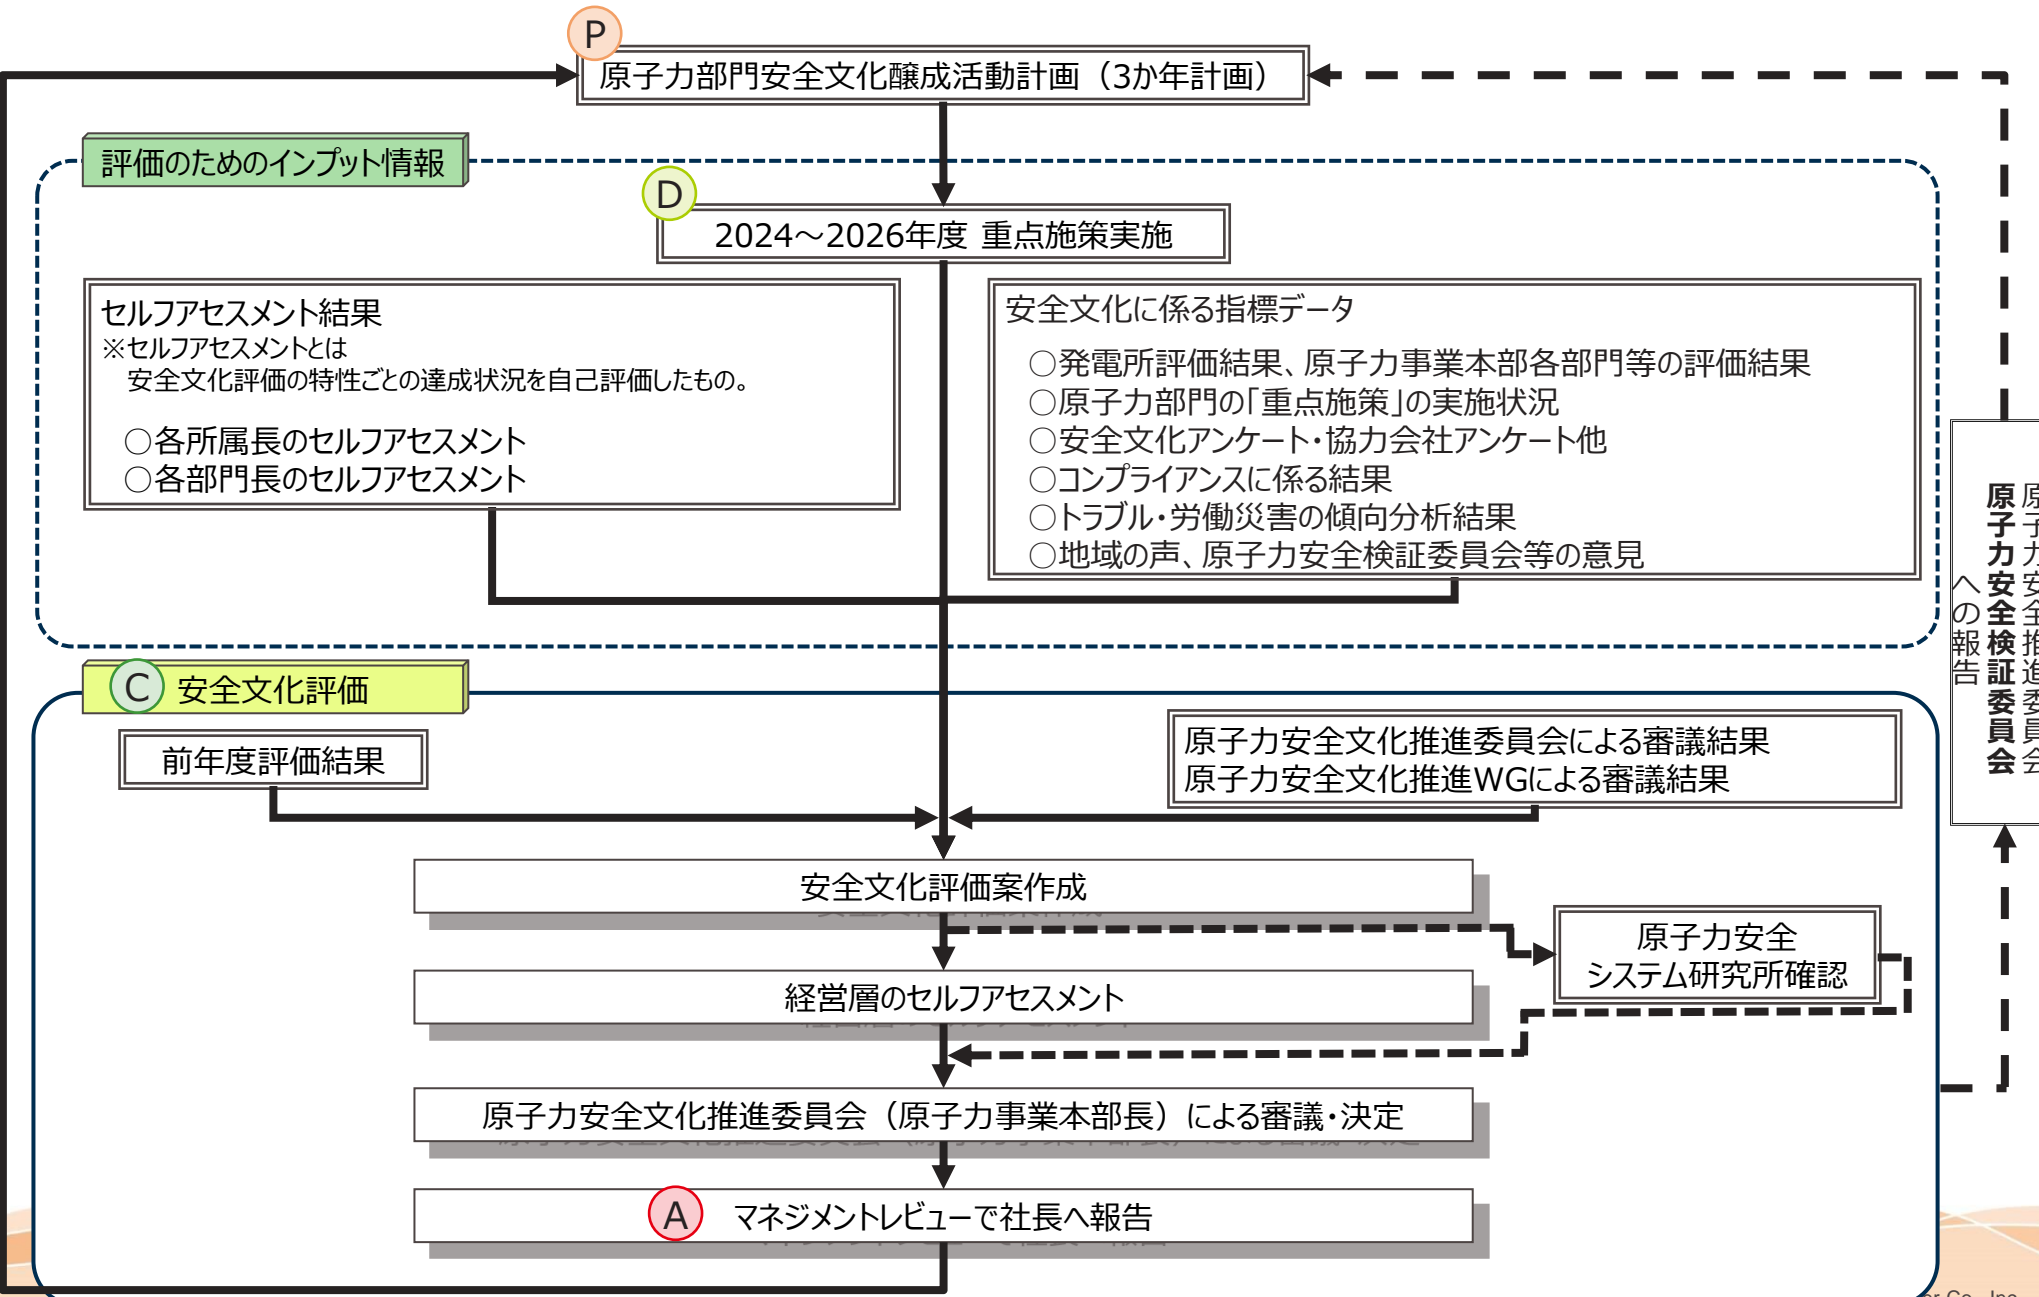 P
原子力部門安全文化醸成活動計画（3か年計画）
評価のためのインプット情報
D
2024～2026年度 重点施策実施
セルフアセスメント結果
※セルフアセスメントとは
安全文化評価の特性ごとの達成状況を自己評価したもの。
○各所属長のセルフアセスメント
○各部門長のセルフアセスメント
安全文化に係る指標データ
○発電所評価結果、原子力事業本部各部門等の評価結果
○原子力部門の「重点施策」の実施状況
○安全文化アンケート・協力会社アンケート他
○コンプライアンスに係る結果
○トラブル・労働災害の傾向分析結果
○地域の声、原子力安全検証委員会等の意見
原子力安全推進委員会
原子力安全検証委員会
への報告
C 安全文化評価
前年度評価結果
原子力安全文化推進委員会による審議結果
原子力安全文化推進WGによる審議結果
安全文化評価案作成
原子力安全
システム研究所確認
経営層のセルフアセスメント
原子力安全文化推進委員会（原子力事業本部長）による審議・決定
A マネジメントレビューで社長へ報告
Co., Inc.